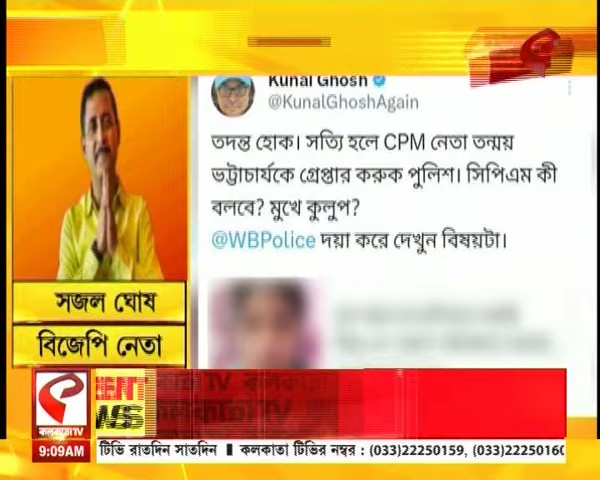 Kunal Ghosh
@KunalGhoshAgain
তদন্ত হোক। সত্যি হলে CPM নেতা তন্ময়
ভট্টাচার্যকে গ্রেপ্তার করুক পুলিশ। সিপিএম কী
বলবে? মুখে কুলুপ?
@WBPolice দয়া করে দেখুন বিষয়টা।
সজল ঘোষ
বিজেপি নেতা
কলকাতা TV
9:09AM
টিভি রাতদিন সাতদিন ▮ কলকাতা টিভির নম্বর : (033)22250159, (033)2225016